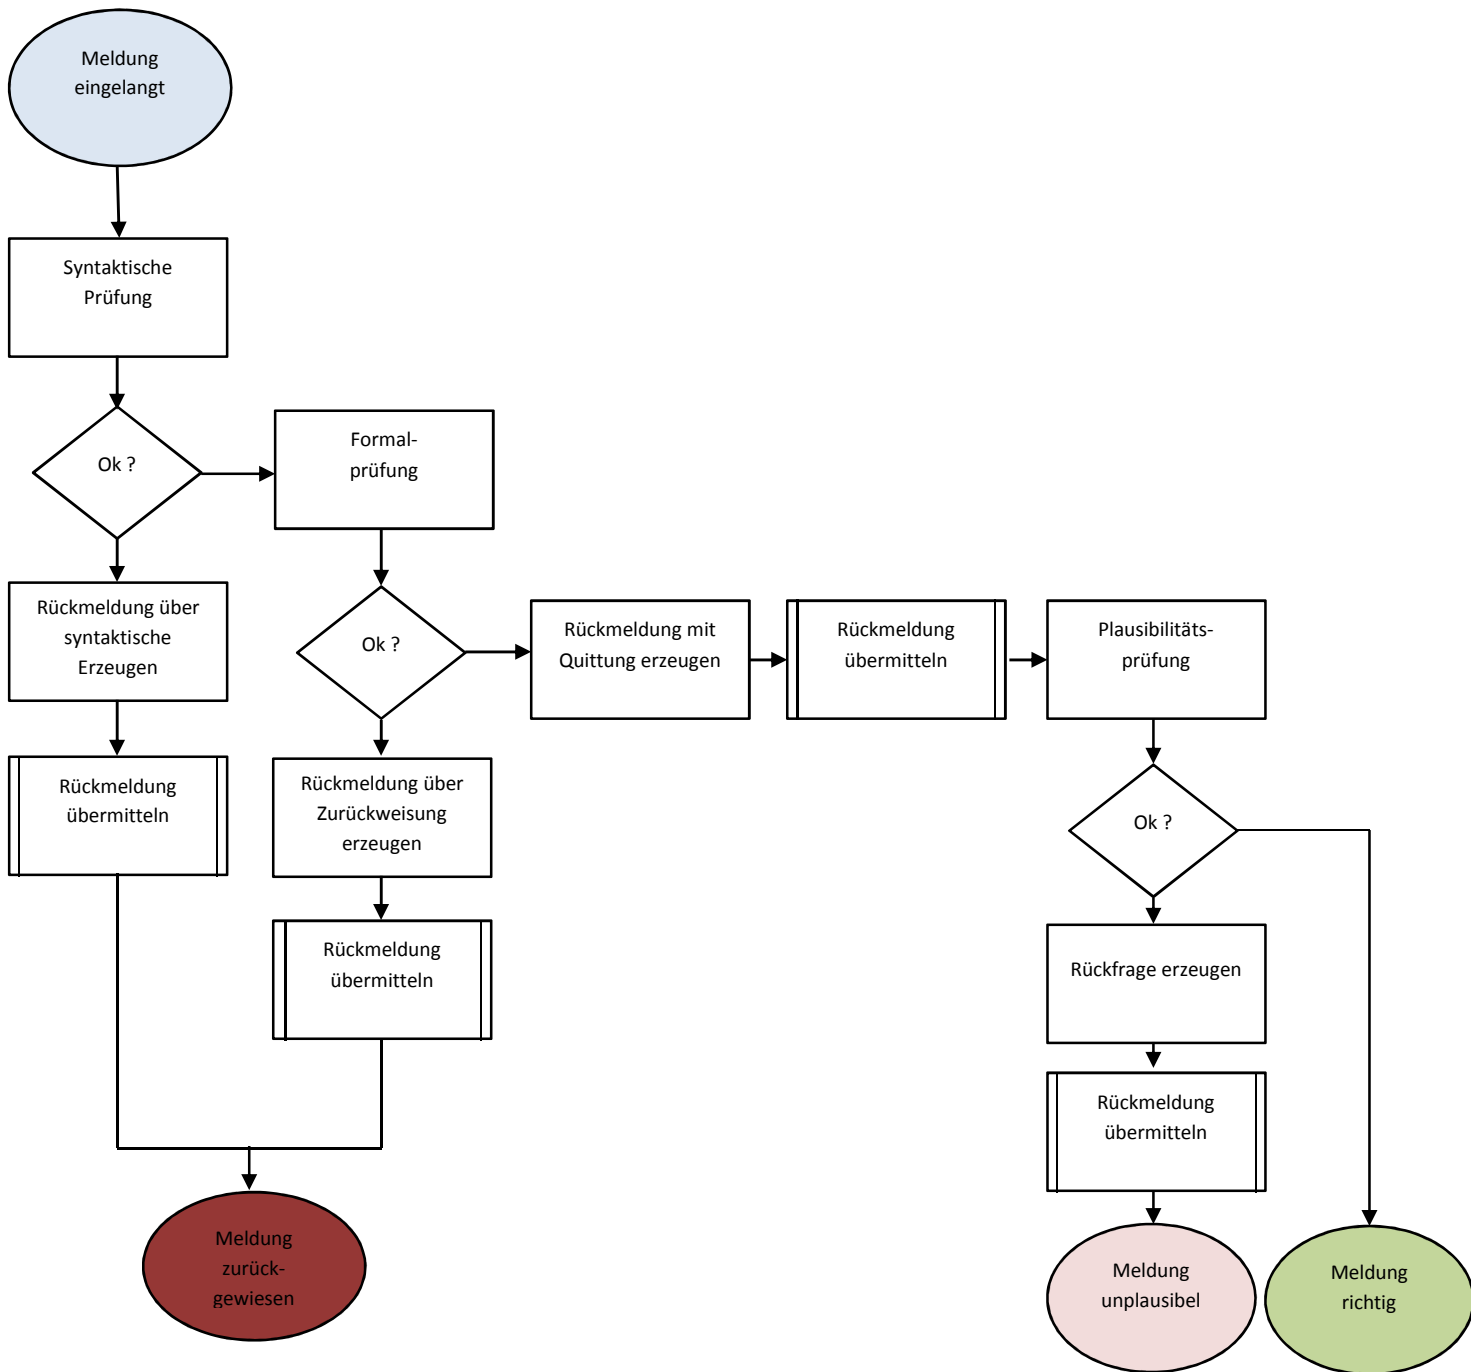 Meldung
eingelangt
Syntaktische
Prüfung
Ok ?
Formal-
prüfung
Rückmeldung über
syntaktische
Erzeugen
Ok ?
Rückmeldung mit
Quittung erzeugen
Rückmeldung
übermitteln
Plausibilitäts-
prüfung
Rückmeldung
übermitteln
Rückmeldung über
Zurückweisung
erzeugen
Ok ?
Rückmeldung
übermitteln
Rückfrage erzeugen
Rückmeldung
übermitteln
Meldung
zurück-
gewiesen
Meldung
unplausibel
Meldung
richtig